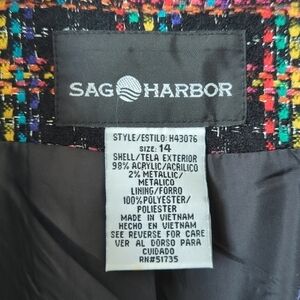 SAG HARBOR
STYLE/ESTILO: H43076
SIZE: 14
SHELL/TELA EXTERIOR
98% ACRYLIC/ACRILICO
2% METALLIC/
METALICO
LINING/FORRO
100% POLYESTER/
POLIESTER
MADE IN VIETNAM
HECHO EN VIETNAM
SEE REVERSE FOR CARE
VER AL DORSO PARA
CUIDADO
RN#51735